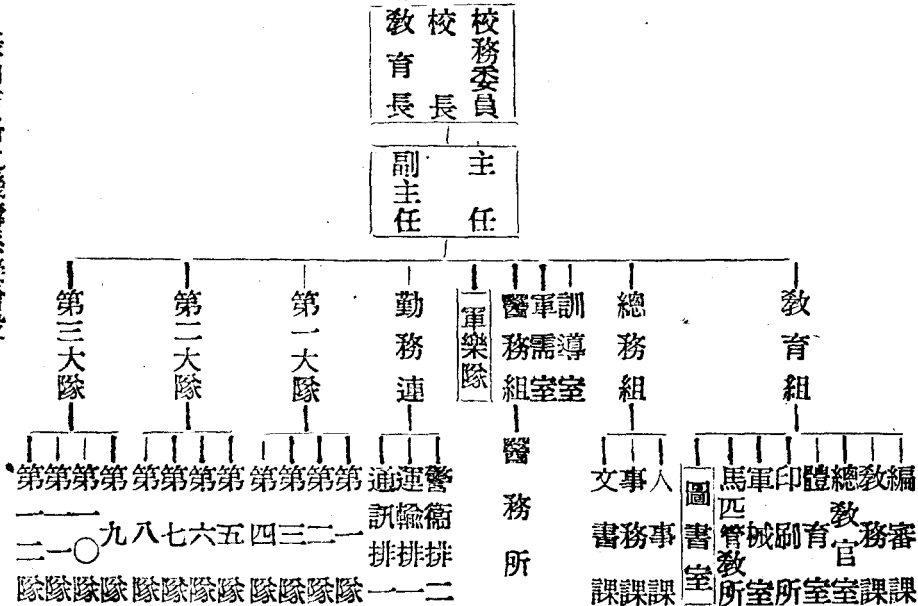 校務委員
校長
教育長
主任
副主任
教育組
總務組
訓導室
軍需室
醫務組
軍樂隊
勤務連
第一大隊
第二大隊
第三大隊
編審課
教務課
總教官室
體育室
印刷所
軍械室
馬匹管教所
圖書室
人事課
事務課
文書課
醫務所
警衛排二
運輸排一
通訊排一
第一隊
第二隊
第三隊
第四隊
第五隊
第六隊
第七隊
第八隊
第九隊
第一〇隊
第一一隊
第一二隊